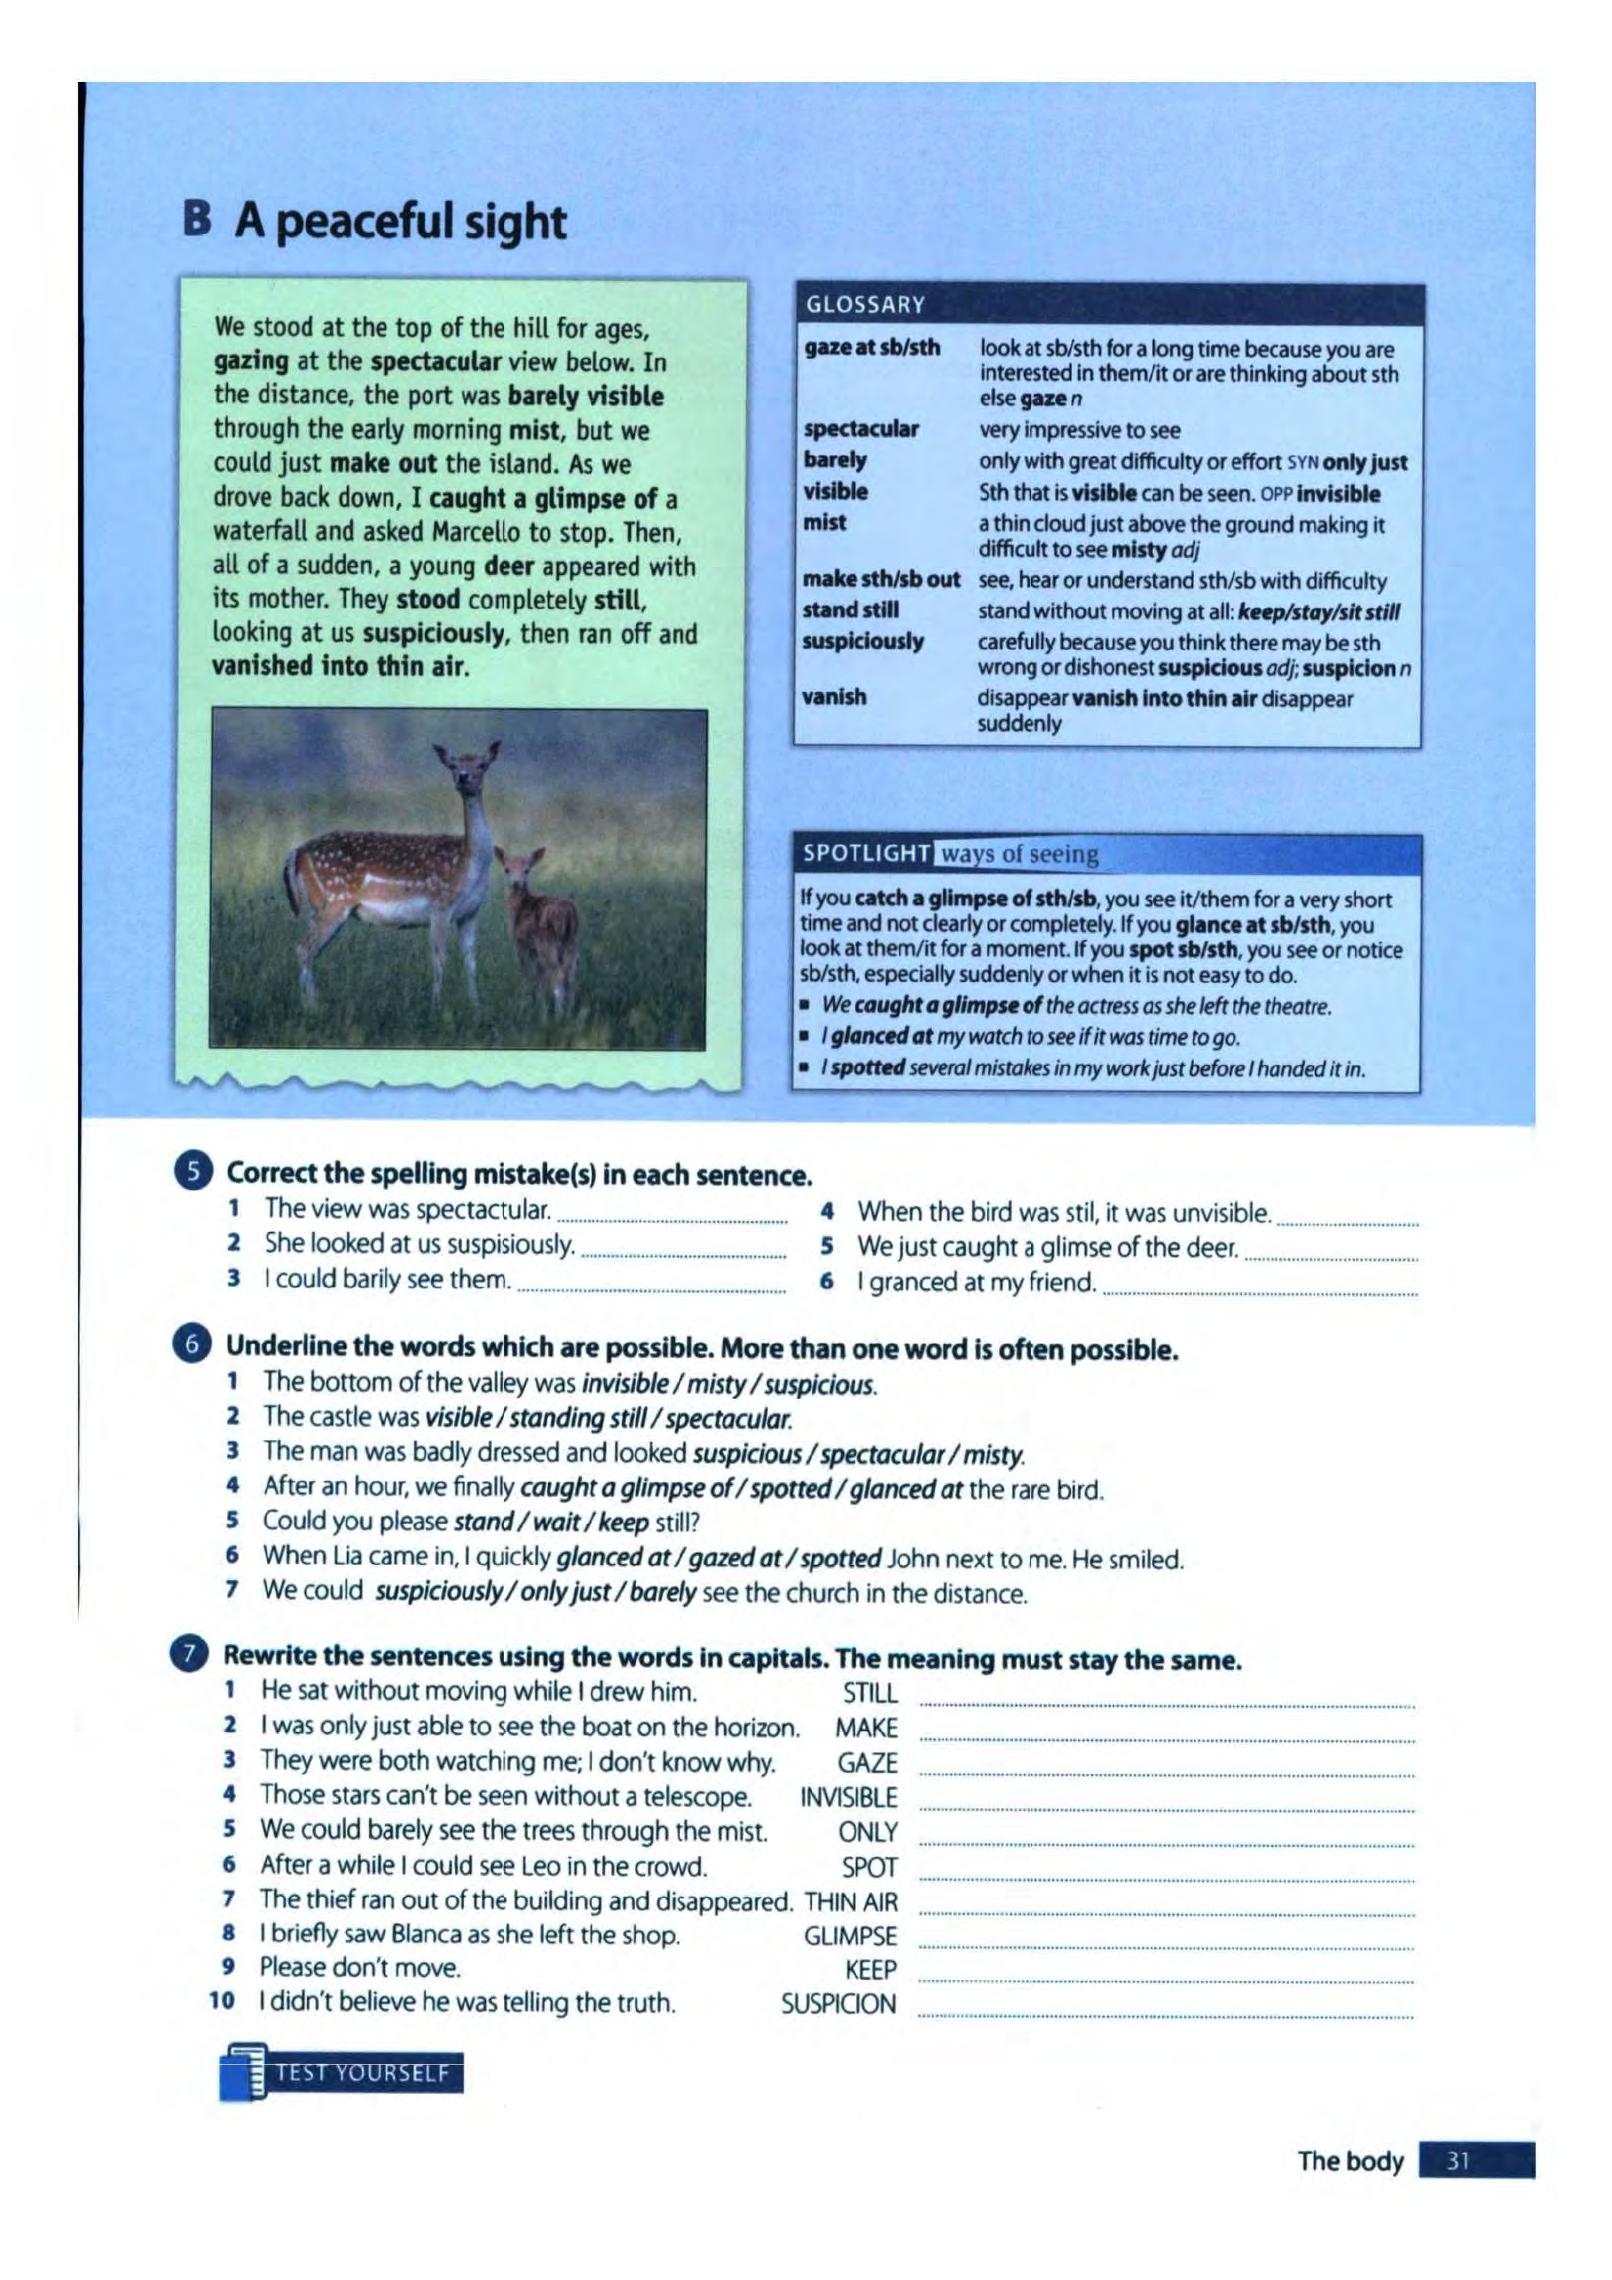 B A peaceful sight
We stood at the top of the hill for ages,
gazing at the spectacular view below. In
the distance, the port was barely visible
through the early morning mist, but we
could just make out the island. As we
drove back down, I caught a glimpse of a
waterfall and asked Marcello to stop. Then,
all of a sudden, a young deer appeared with
its mother. They stood completely still,
looking at us suspiciously, then ran off and
vanished into thin air.
GLOSSARY
gaze at sb/sth look at sb/sth for a long time because you are
interested in them/it or are thinking about sth
else gaze n
spectacular very impressive to see
barely only with great difficulty or effort SYN only just
visible Sth that is visible can be seen. OPP invisible
mist a thin cloud just above the ground making it
difficult to see misty adj
make sth/sb out see, hear or understand sth/sb with difficulty
stand still stand without moving at all: keep/stay/sit still
suspiciously carefully because you think there may be sth
wrong or dishonest suspicious adj; suspicion n
vanish disappear vanish into thin air disappear
suddenly
SPOTLIGHT ways of seeing
If you catch a glimpse of sth/sb, you see it/them for a very short
time and not clearly or completely. If you glance at sb/sth, you
look at them/it for a moment. If you spot sb/sth, you see or notice
sb/sth, especially suddenly or when it is not easy to do.
▪ We caught a glimpse of the actress as she left the theatre.
▪ I glanced at my watch to see if it was time to go.
▪ I spotted several mistakes in my work just before I handed it in.
5 Correct the spelling mistake(s) in each sentence.
1 The view was spectactular.
2 She looked at us suspisiously.
3 I could barily see them.
4 When the bird was stil, it was unvisible.
5 We just caught a glimse of the deer.
6 I granced at my friend.
6 Underline the words which are possible. More than one word is often possible.
1 The bottom of the valley was invisible / misty / suspicious.
2 The castle was visible / standing still / spectacular.
3 The man was badly dressed and looked suspicious / spectacular / misty.
4 After an hour, we finally caught a glimpse of / spotted / glanced at the rare bird.
5 Could you please stand / wait / keep still?
6 When Lia came in, I quickly glanced at / gazed at / spotted John next to me. He smiled.
7 We could suspiciously / only just / barely see the church in the distance.
7 Rewrite the sentences using the words in capitals. The meaning must stay the same.
1 He sat without moving while I drew him. STILL
2 I was only just able to see the boat on the horizon. MAKE
3 They were both watching me; I don't know why. GAZE
4 Those stars can't be seen without a telescope. INVISIBLE
5 We could barely see the trees through the mist. ONLY
6 After a while I could see Leo in the crowd. SPOT
7 The thief ran out of the building and disappeared. THIN AIR
8 I briefly saw Blanca as she left the shop. GLIMPSE
9 Please don't move. KEEP
10 I didn't believe he was telling the truth. SUSPICION
TEST YOURSELF
The body 31